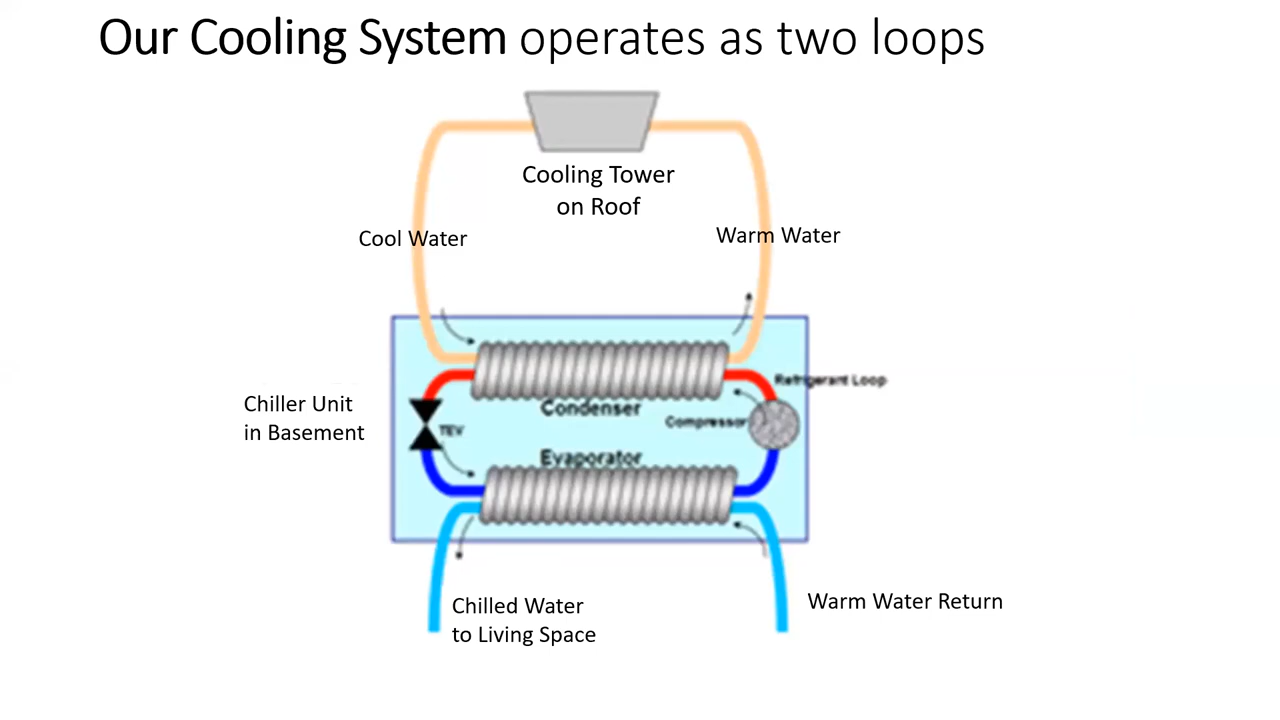 Our Cooling System operates as two loops
Cooling Tower
on Roof
Cool Water
Warm Water
Refrigerant Loop
Chiller Unit
in Basement
Condenser
Compressor
TEV
Evaporator
Chilled Water
to Living Space
Warm Water Return